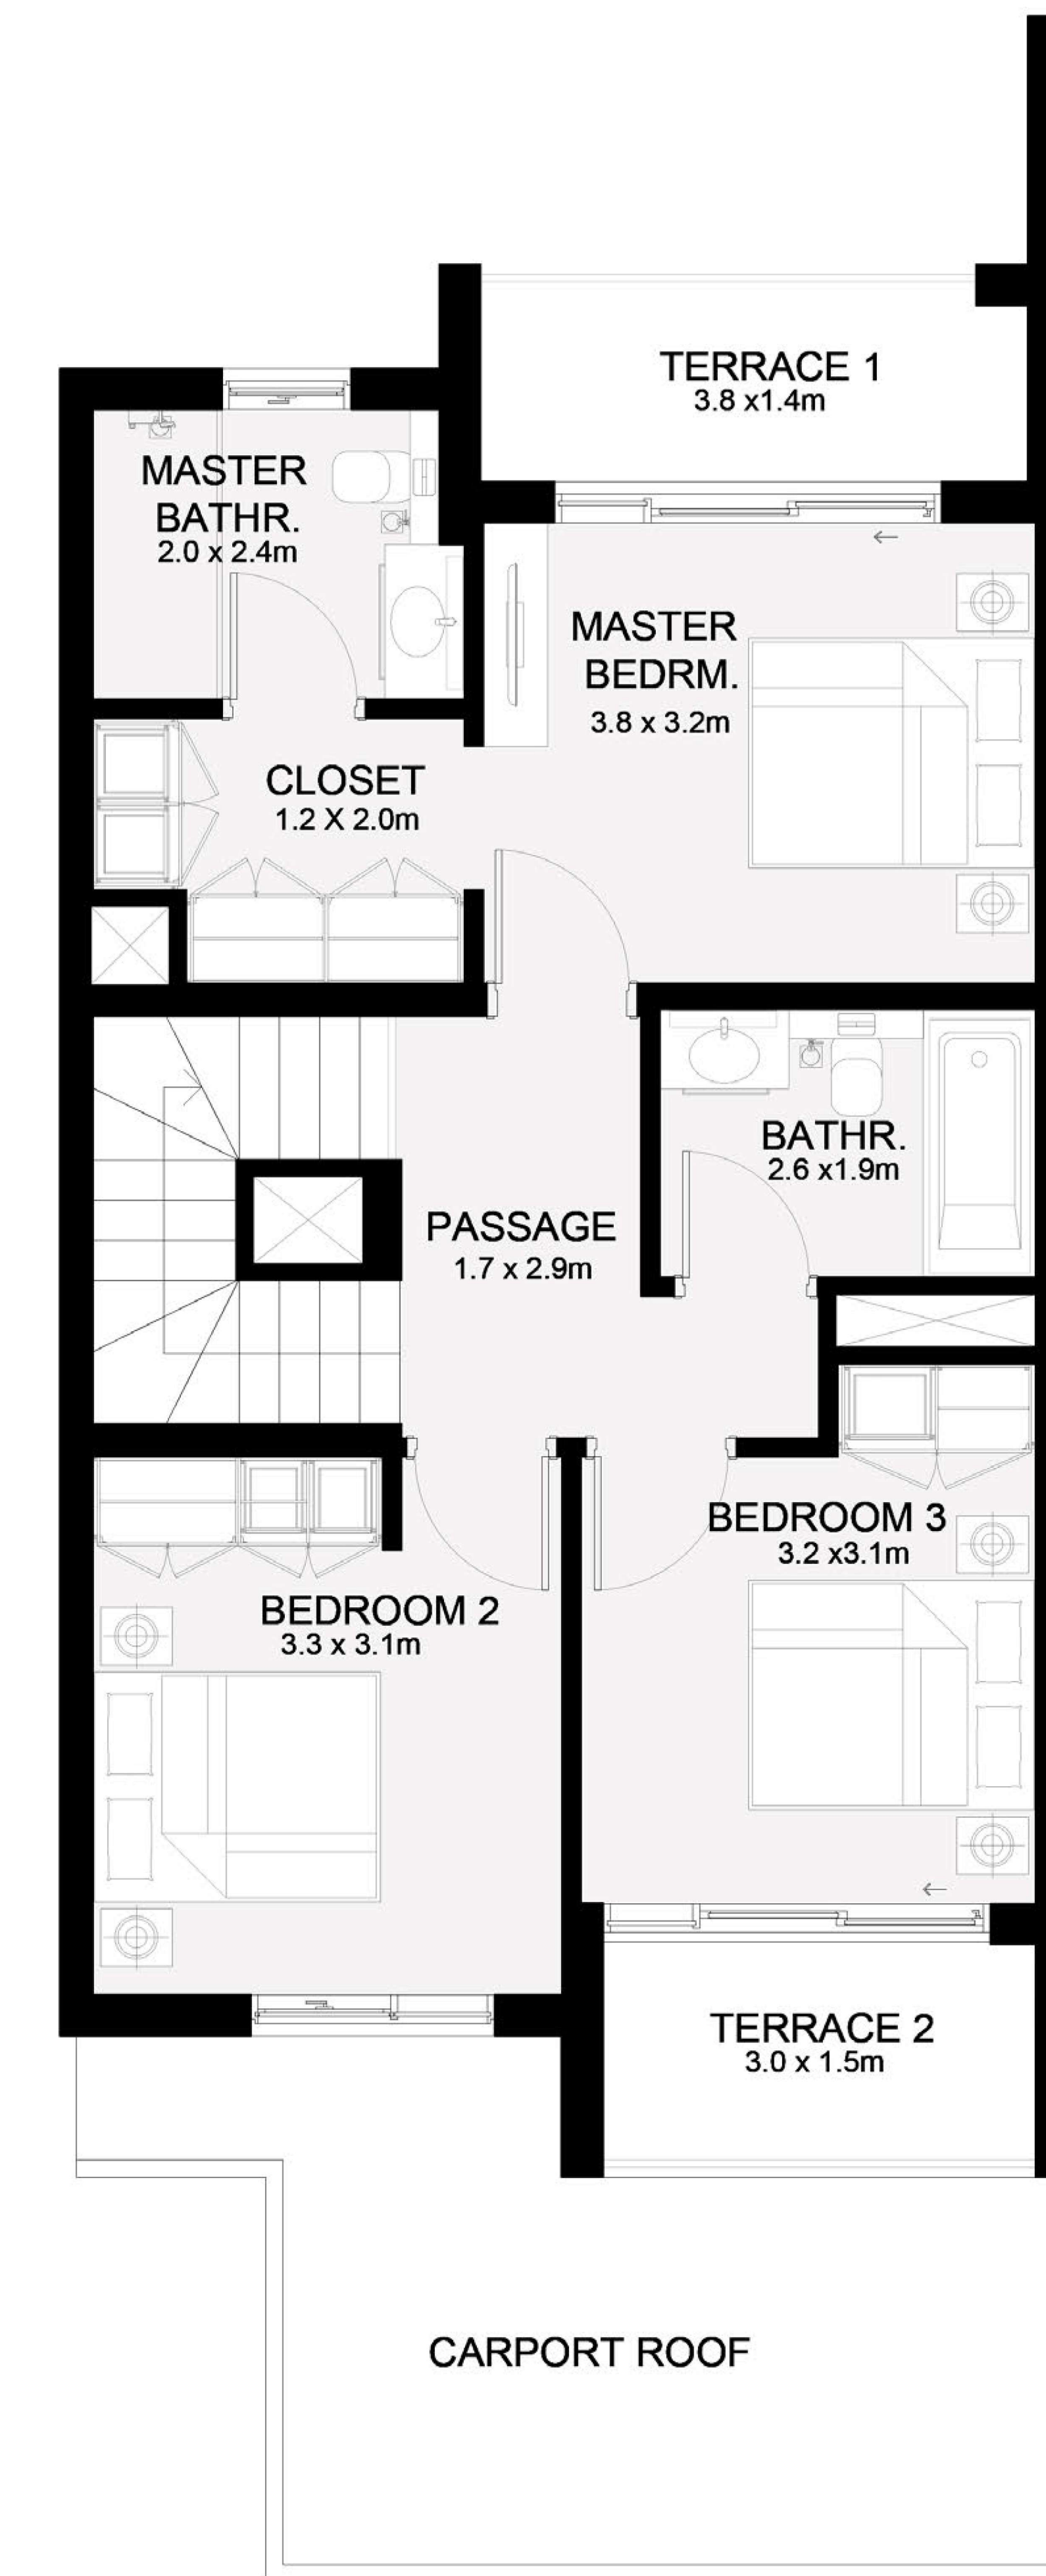 TERRACE 1
3.8 x1.4m
MASTER
BATHR.
2.0 x 2.4m
MASTER
BEDRM.
3.8 x 3.2m
CLOSET
1.2 X 2.0m
BATHR.
2.6 x1.9m
PASSAGE
1.7 x 2.9m
BEDROOM 3
3.2 x3.1m
BEDROOM 2
3.3 x 3.1m
TERRACE 2
3.0 x 1.5m
CARPORT ROOF